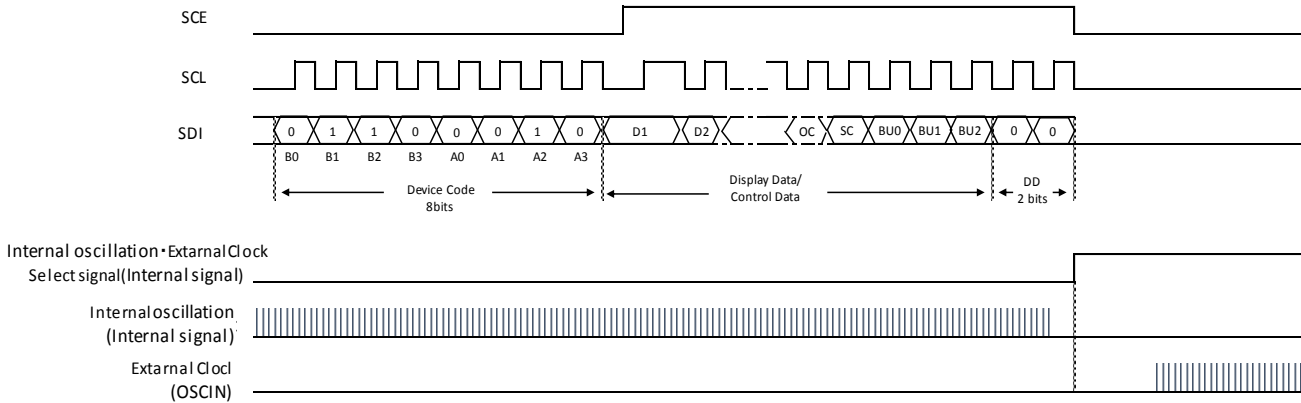 SCE
SCL
SDI
0 1 1 0 0 0 1 0 D1 D2 OC SC BU0 BU1 BU2 0 0
B0 B1 B2 B3 A0 A1 A2 A3
Device Code
8bits
Display Data/
Control Data
DD
2 bits
Internal oscillation・ExtarnalClock
Select signal(Internal signal)
Internaloscillation
(Internal signal)
Extarnal Clocl
(OSCIN)